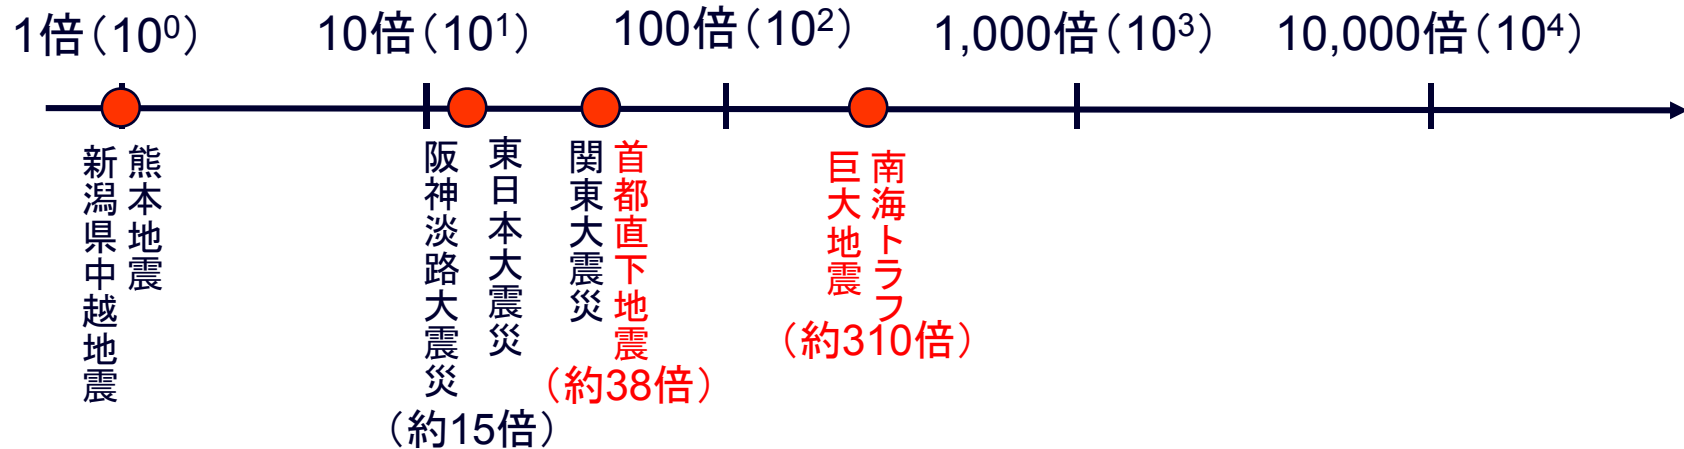 1倍(10⁰)
10倍(10¹)
100倍(10²)
1,000倍(10³)
10,000倍(10⁴)
熊本地震
新潟県中越地震
東日本大震災
阪神淡路大震災
(約15倍)
首都直下地震
関東大震災
(約38倍)
南海トラフ
巨大地震
(約310倍)